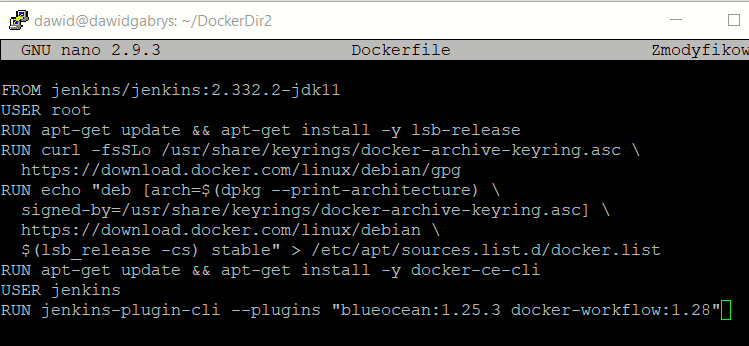 dawid@dawidgabrys: ~/DockerDir2
GNU nano 2.9.3 Dockerfile Zmodyfikow
FROM jenkins/jenkins:2.332.2-jdk11
USER root
RUN apt-get update && apt-get install -y lsb-release
RUN curl -fsSLo /usr/share/keyrings/docker-archive-keyring.asc \
  https://download.docker.com/linux/debian/gpg
RUN echo "deb [arch=$(dpkg --print-architecture) \
  signed-by=/usr/share/keyrings/docker-archive-keyring.asc] \
  https://download.docker.com/linux/debian \
  $(lsb_release -cs) stable" > /etc/apt/sources.list.d/docker.list
RUN apt-get update && apt-get install -y docker-ce-cli
USER jenkins
RUN jenkins-plugin-cli --plugins "blueocean:1.25.3 docker-workflow:1.28"